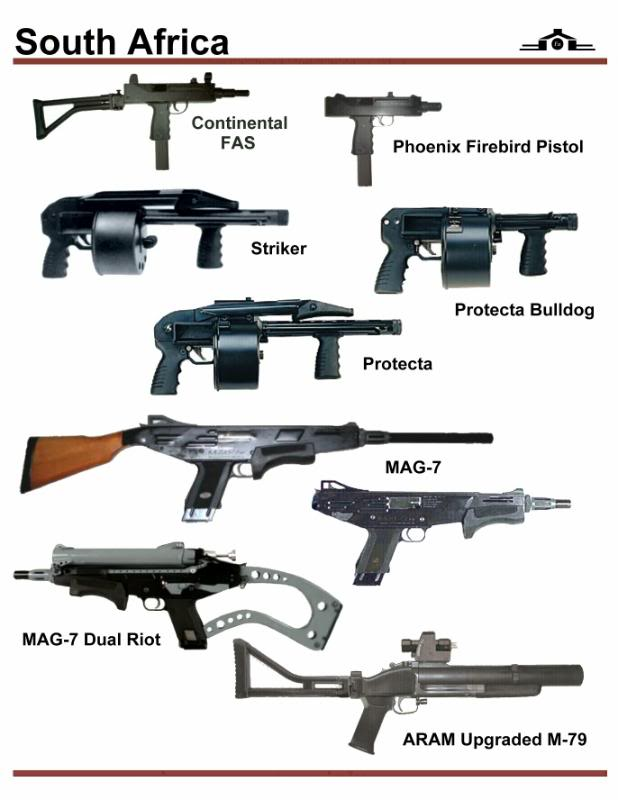 South Africa
Continental
FAS
Phoenix Firebird Pistol
Striker
Protecta Bulldog
Protecta
MAG-7
MAG-7 Dual Riot
ARAM Upgraded M-79